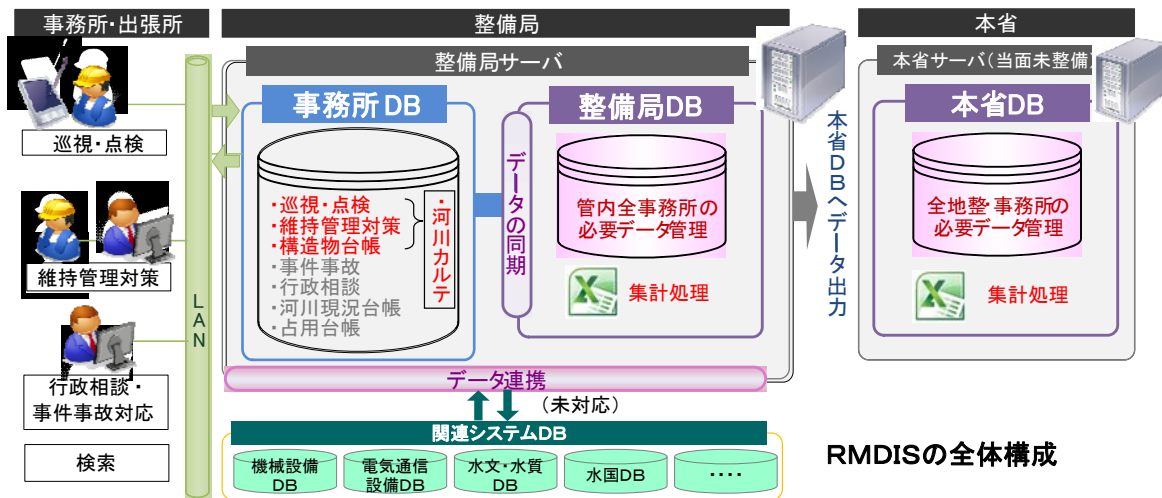 事務所・出張所
整備局
本省
整備局サーバ
本省サーバ(当面未整備)
事務所DB
整備局DB
本省DB
巡視・点検
維持管理対策
行政相談・
事件事故対応
検索
LAN
・巡視・点検
・維持管理対策
・構造物台帳
・事件事故
・行政相談
・河川現況台帳
・占用台帳
・河川カルテ
データの同期
管内全事務所の
必要データ管理
集計処理
本省DBへデータ出力
全地整・事務所の
必要データ管理
集計処理
データ連携
(未対応)
関連システムDB
機械設備
DB
電気通信
設備DB
水文・水質
DB
水国DB
・・・・
RMDISの全体構成